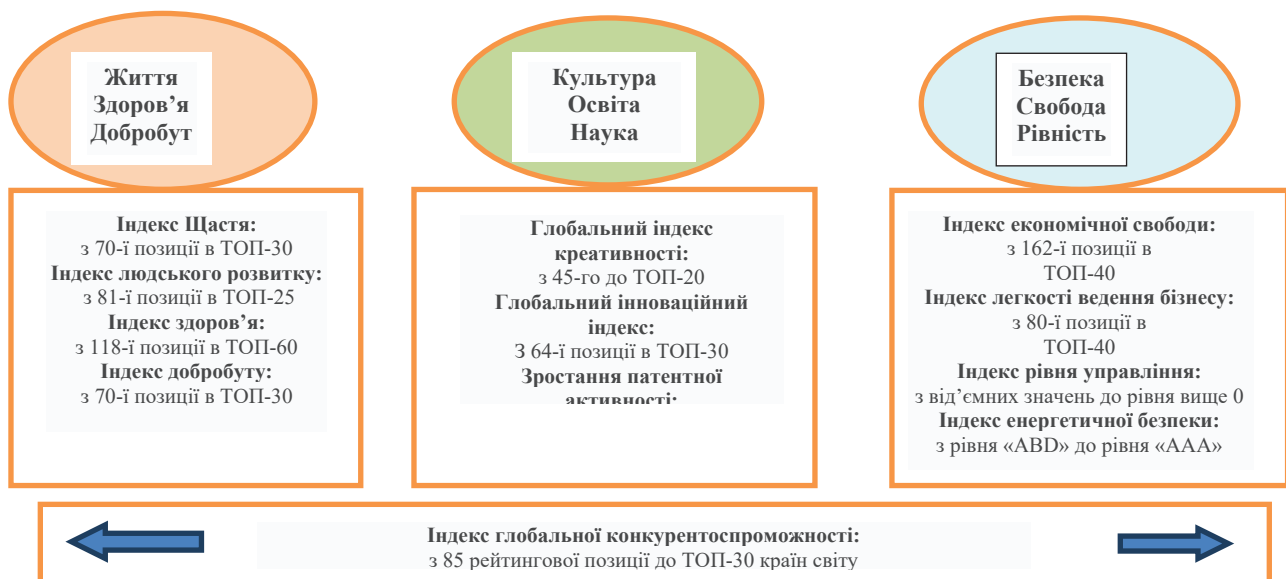 Життя
Здоров’я
Добробут
Індекс Щастя:
з 70-ї позиції в ТОП-30
Індекс людського розвитку:
з 81-ї позиції в ТОП-25
Індекс здоров’я:
з 118-ї позиції в ТОП-60
Індекс добробуту:
з 70-ї позиції в ТОП-30
Культура
Освіта
Наука
Глобальний індекс
креативності:
з 45-го до ТОП-20
Глобальний інноваційний
індекс:
З 64-ї позиції в ТОП-30
Зростання патентної
активності:
Безпека
Свобода
Рівність
Індекс економічної свободи:
з 162-ї позиції в
ТОП-40
Індекс легкості ведення бізнесу:
з 80-ї позиції в
ТОП-40
Індекс рівня управління:
з від’ємних значень до рівня вище 0
Індекс енергетичної безпеки:
з рівня «ABD» до рівня «AAA»
Індекс глобальної конкурентоспроможності:
з 85 рейтингової позиції до ТОП-30 країн світу